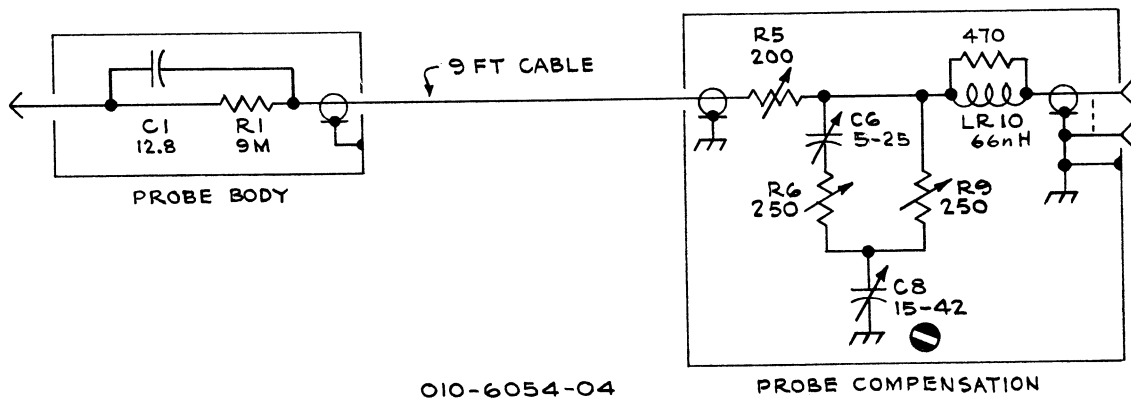 C1
12.8
R1
9M
PROBE BODY
9 FT CABLE
R5
200
470
LR10
66nH
C6
5-25
R6
250
R9
250
C8
15-42
010-6054-04
PROBE COMPENSATION